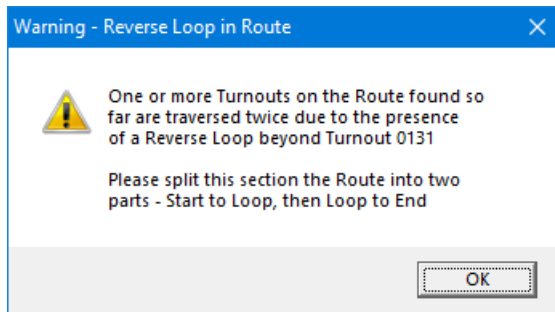 Warning - Reverse Loop in Route
One or more Turnouts on the Route found so
far are traversed twice due to the presence
of a Reverse Loop beyond Turnout 0131
Please split this section the Route into two
parts - Start to Loop, then Loop to End
OK